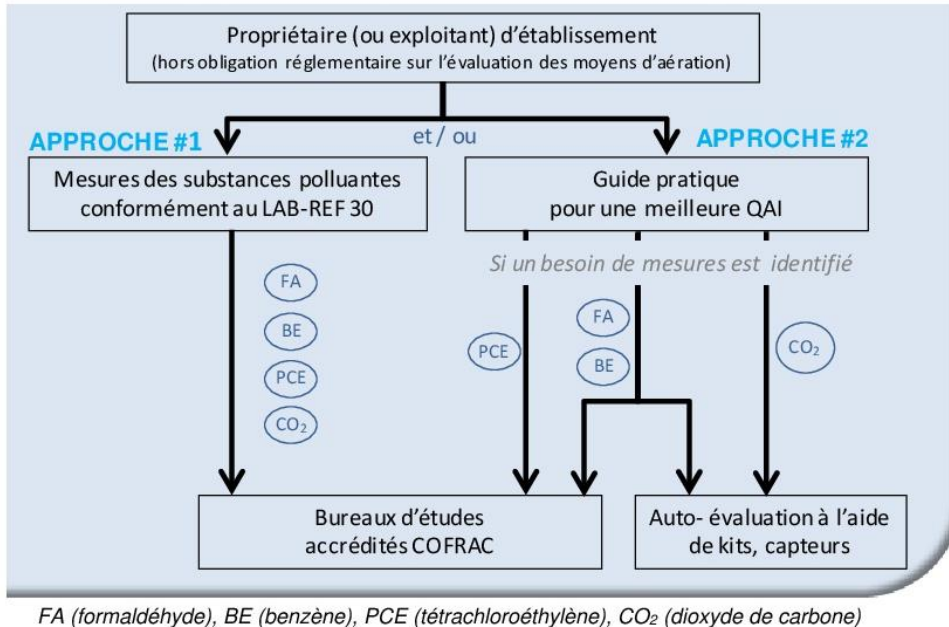 Propriétaire (ou exploitant) d’établissement
(hors obligation réglementaire sur l’évaluation des moyens d’aération)
APPROCHE #1
et / ou
APPROCHE #2
Mesures des substances polluantes
conformément au LAB-REF 30
Guide pratique
pour une meilleure QAI
Si un besoin de mesures est identifié
FA
BE
PCE
CO₂
PCE
FA
BE
CO₂
Bureaux d’études
accrédités COFRAC
Auto- évaluation à l’aide
de kits, capteurs
FA (formaldéhyde), BE (benzène), PCE (tétrachloroéthylène), CO₂ (dioxyde de carbone)